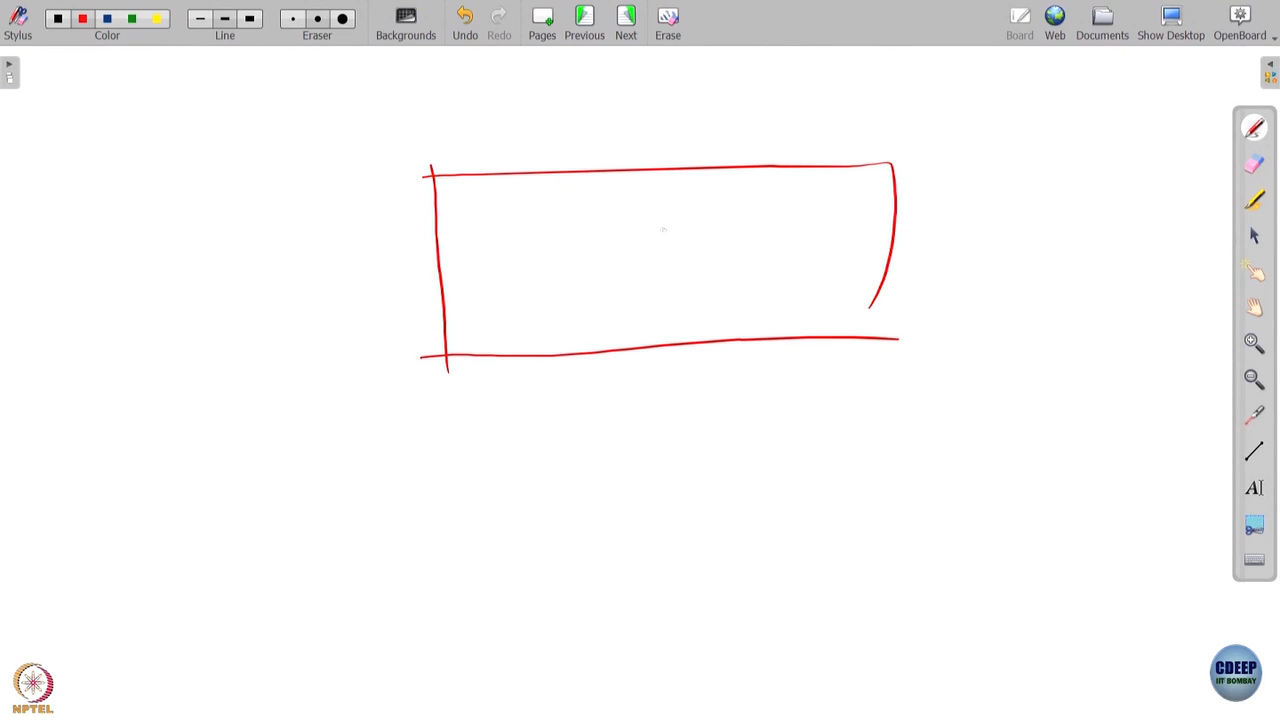 Stylus
Color
Line
Eraser
Backgrounds
Undo
Redo
Pages
Previous
Next
Erase
Board
Web
Documents
Show Desktop
OpenBoard
AI
NPTEL
CDEEP
IIT BOMBAY